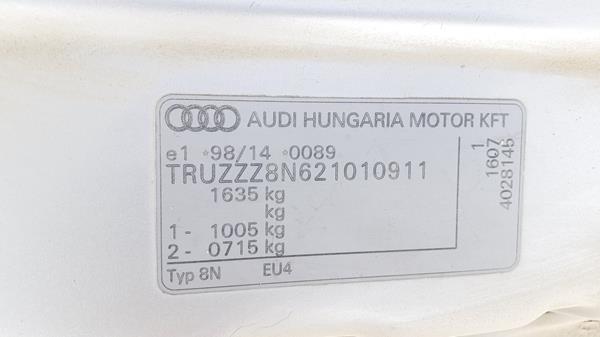 AUDI HUNGARIA MOTOR KFT
e1 *98/14 *0089
TRUZZZ8N621010911
1635 kg
kg
1- 1005 kg
2- 0715 kg
Typ 8N EU4
1
1607
4028145